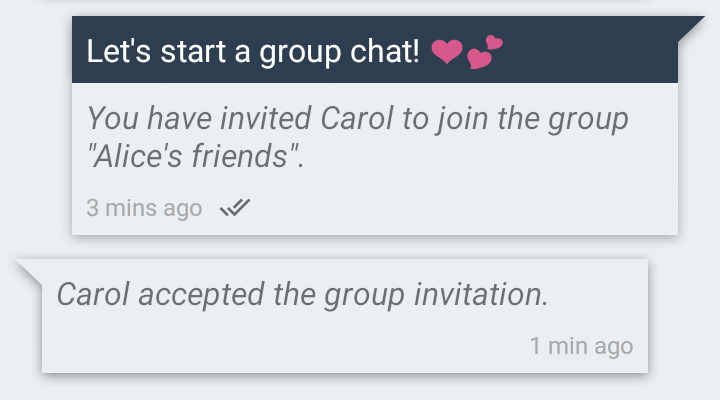 Let's start a group chat! ❤️💕
You have invited Carol to join the group
"Alice's friends".
3 mins ago
Carol accepted the group invitation.
1 min ago